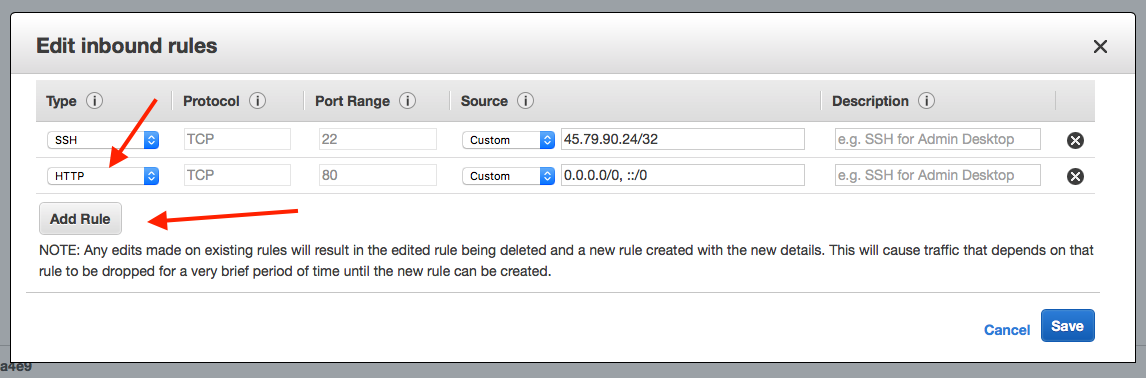 Edit inbound rules
Type Protocol Port Range Source Description
SSH TCP 22 Custom 45.79.90.24/32 e.g. SSH for Admin Desktop
HTTP TCP 80 Custom 0.0.0.0/0, ::/0 e.g. SSH for Admin Desktop
Add Rule
NOTE: Any edits made on existing rules will result in the edited rule being deleted and a new rule created with the new details. This will cause traffic that depends on that
rule to be dropped for a very brief period of time until the new rule can be created.
Cancel Save
a4e9